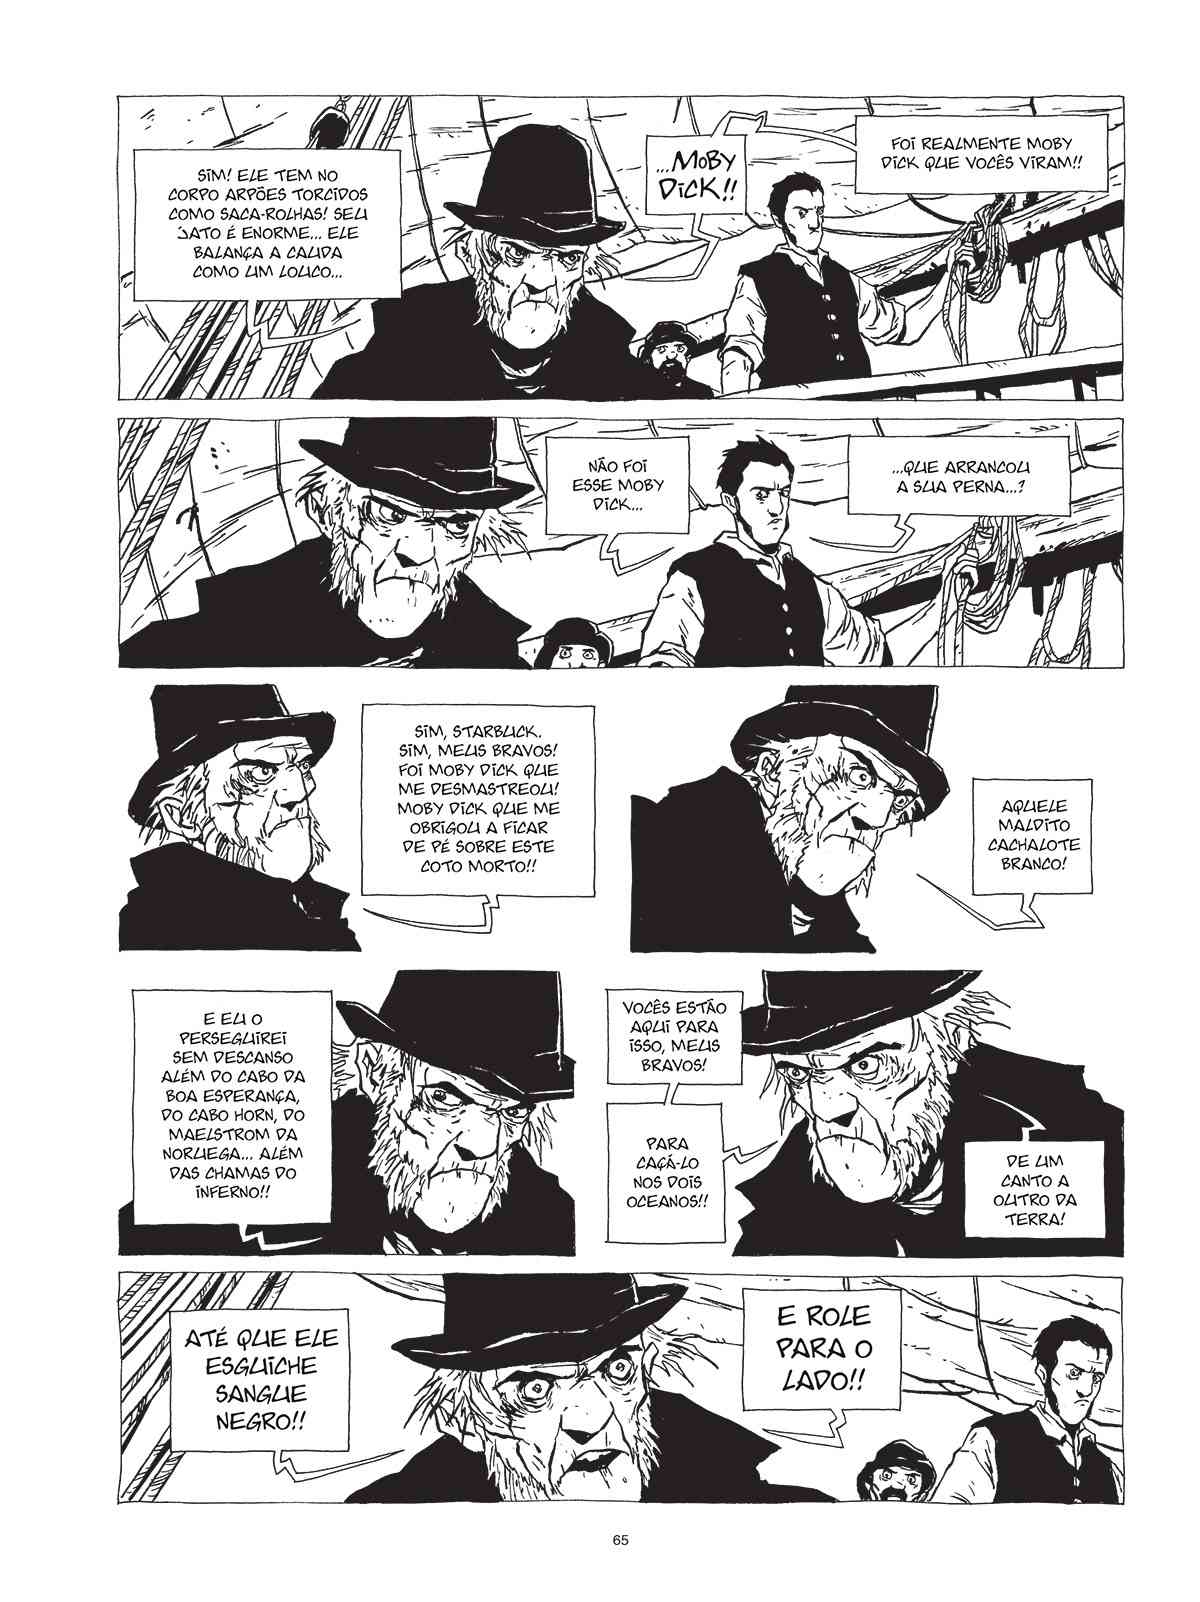 SIM! ELE TEM NO
CORPO ARPÕES TORCIDOS
COMO SACA-ROLHAS! SEU
JATO É ENORME... ELE
BALANÇA A CAUDA
COMO UM LOUCO...
...MOBY
DICK!!
FOI REALMENTE MOBY
DICK QUE VOCÊS VIRAM!!
NÃO FOI
ESSE MOBY
DICK...
...QUE ARRANCOU
A SUA PERNA...?
SIM, STARBUCK.
SIM, MEUS BRAVOS!
FOI MOBY DICK QUE
ME DESMASTREOU!
MOBY DICK QUE ME
OBRIGOU A FICAR
DE PÉ SOBRE ESTE
COTO MORTO!!
AQUELE
MALDITO
CACHALOTE
BRANCO!
E EU O
PERSEGUIREI
SEM DESCANSO
ALÉM DO CABO DA
BOA ESPERANÇA,
DO CABO HORN, DO
MAELSTROM DA
NORUEGA... ALÉM
DAS CHAMAS DO
INFERNO!!
VOCÊS ESTÃO
AQUI PARA
ISSO, MEUS
BRAVOS!
PARA
CAÇÁ-LO
NOS DOIS
OCEANOS!!
DE UM
CANTO A
OUTRO DA
TERRA!
ATÉ QUE ELE
ESGUICHE
SANGUE
NEGRO!!
E ROLE
PARA O
LADO!!
65